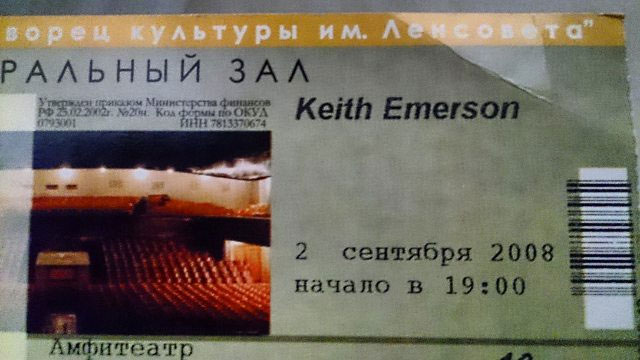 ворец культуры им. Ленсовета"
РАЛЬНЫЙ ЗАЛ
Утвержден приказом Министерства финансов
РФ 25.02.2002г. №20н. Код формы по ОКУД
0793001 ИНН 7813370674
Keith Emerson
2 сентября 2008
начало в 19:00
Амфитеатр